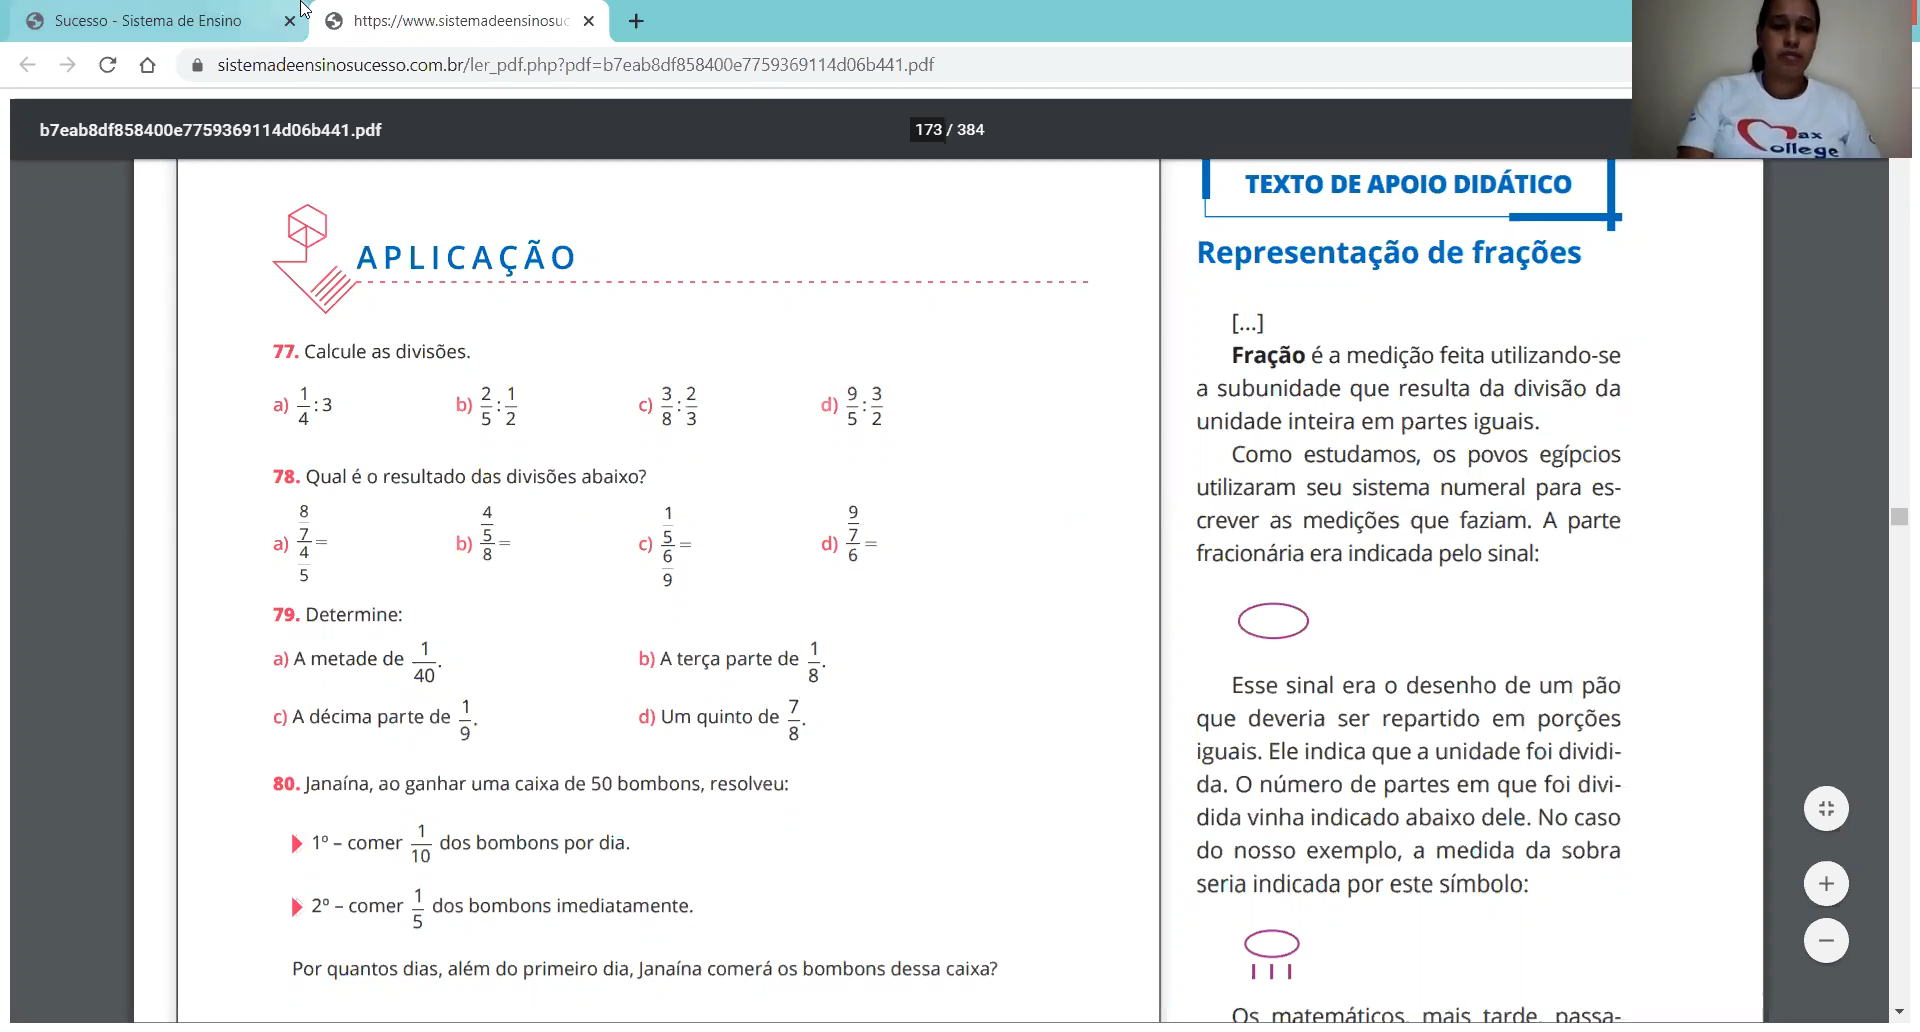 Sucesso - Sistema de Ensino
https://www.sistemadeensinosuc
sistemadeensinosucesso.com.br/ler_pdf.php?pdf=b7eab8df858400e7759369114d06b441.pdf
b7eab8df858400e7759369114d06b441.pdf
173 / 384
Max
College
APLICAÇÃO
77. Calcule as divisões.
a) 1/4 : 3 b) 2/5 : 1/2 c) 3/8 : 2/3 d) 9/5 : 3/2
78. Qual é o resultado das divisões abaixo?
a) 8/7/4/5 = b) 4/5/8 = c) 1/5/6/9 = d) 9/7/6 =
79. Determine:
a) A metade de 1/40. b) A terça parte de 1/8.
c) A décima parte de 1/9. d) Um quinto de 7/8.
80. Janaína, ao ganhar uma caixa de 50 bombons, resolveu:
1º – comer 1/10 dos bombons por dia.
2º – comer 1/5 dos bombons imediatamente.
Por quantos dias, além do primeiro dia, Janaína comerá os bombons dessa caixa?
TEXTO DE APOIO DIDÁTICO
Representação de frações
[...]
Fração é a medição feita utilizando-se
a subunidade que resulta da divisão da
unidade inteira em partes iguais.
Como estudamos, os povos egípcios
utilizaram seu sistema numeral para es-
crever as medições que faziam. A parte
fracionária era indicada pelo sinal:
Esse sinal era o desenho de um pão
que deveria ser repartido em porções
iguais. Ele indica que a unidade foi dividi-
da. O número de partes em que foi divi-
dida vinha indicado abaixo dele. No caso
do nosso exemplo, a medida da sobra
seria indicada por este símbolo:
Os matemáticos, mais tarde, passa-